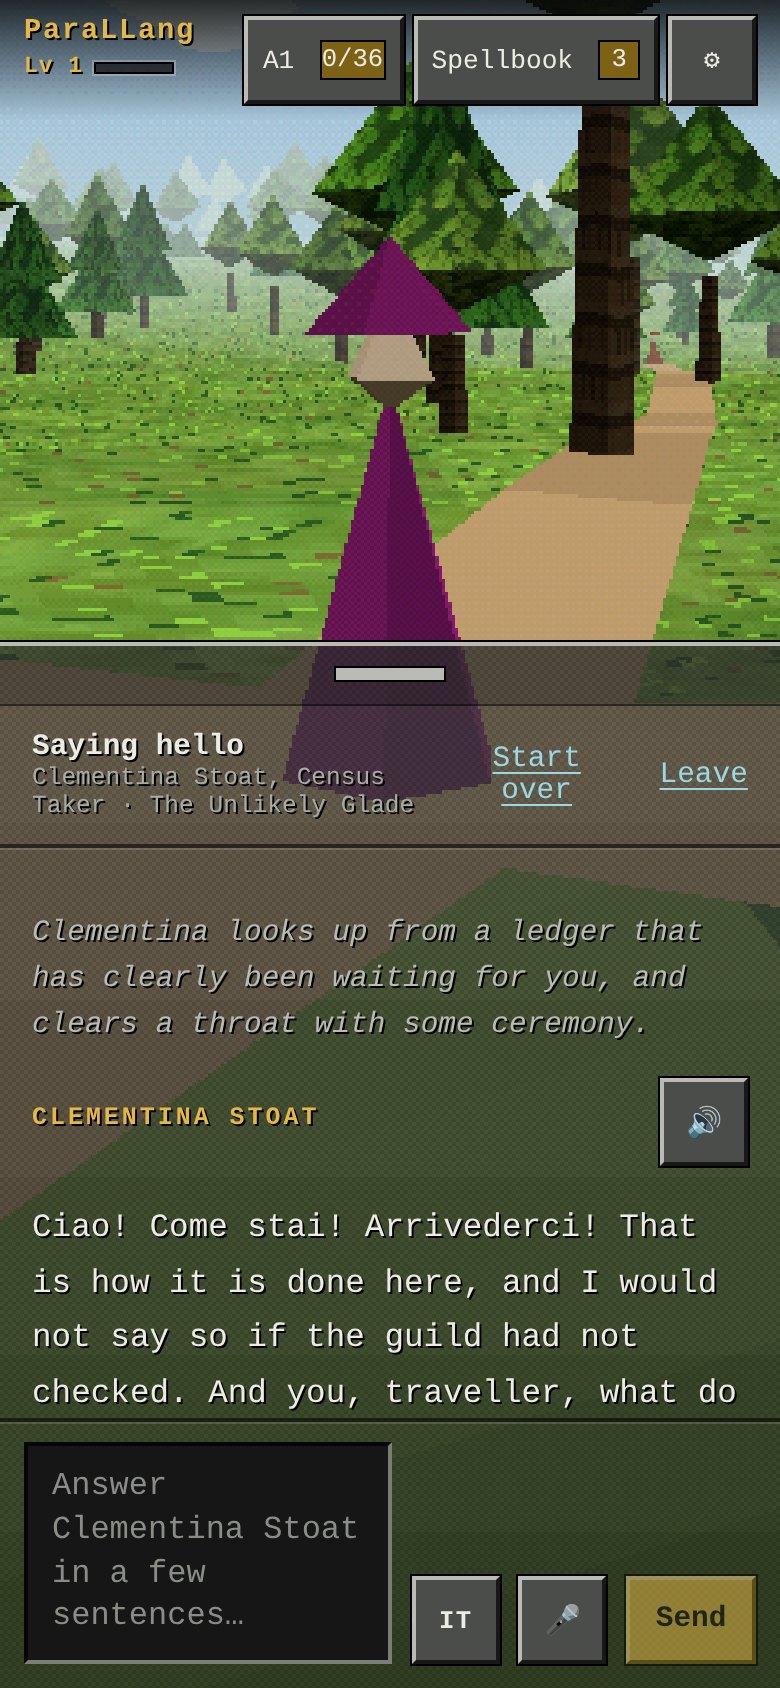 ParaLLang
Lv 1
A1 0/36
Spellbook 3
⚙
Saying hello
Clementina Stoat, Census
Taker · The Unlikely Glade
Start
over
Leave
Clementina looks up from a ledger that
has clearly been waiting for you, and
clears a throat with some ceremony.
CLEMENTINA STOAT
Ciao! Come stai! Arrivederci! That
is how it is done here, and I would
not say so if the guild had not
checked. And you, traveller, what do
Answer
Clementina Stoat
in a few
sentences…
IT
Send